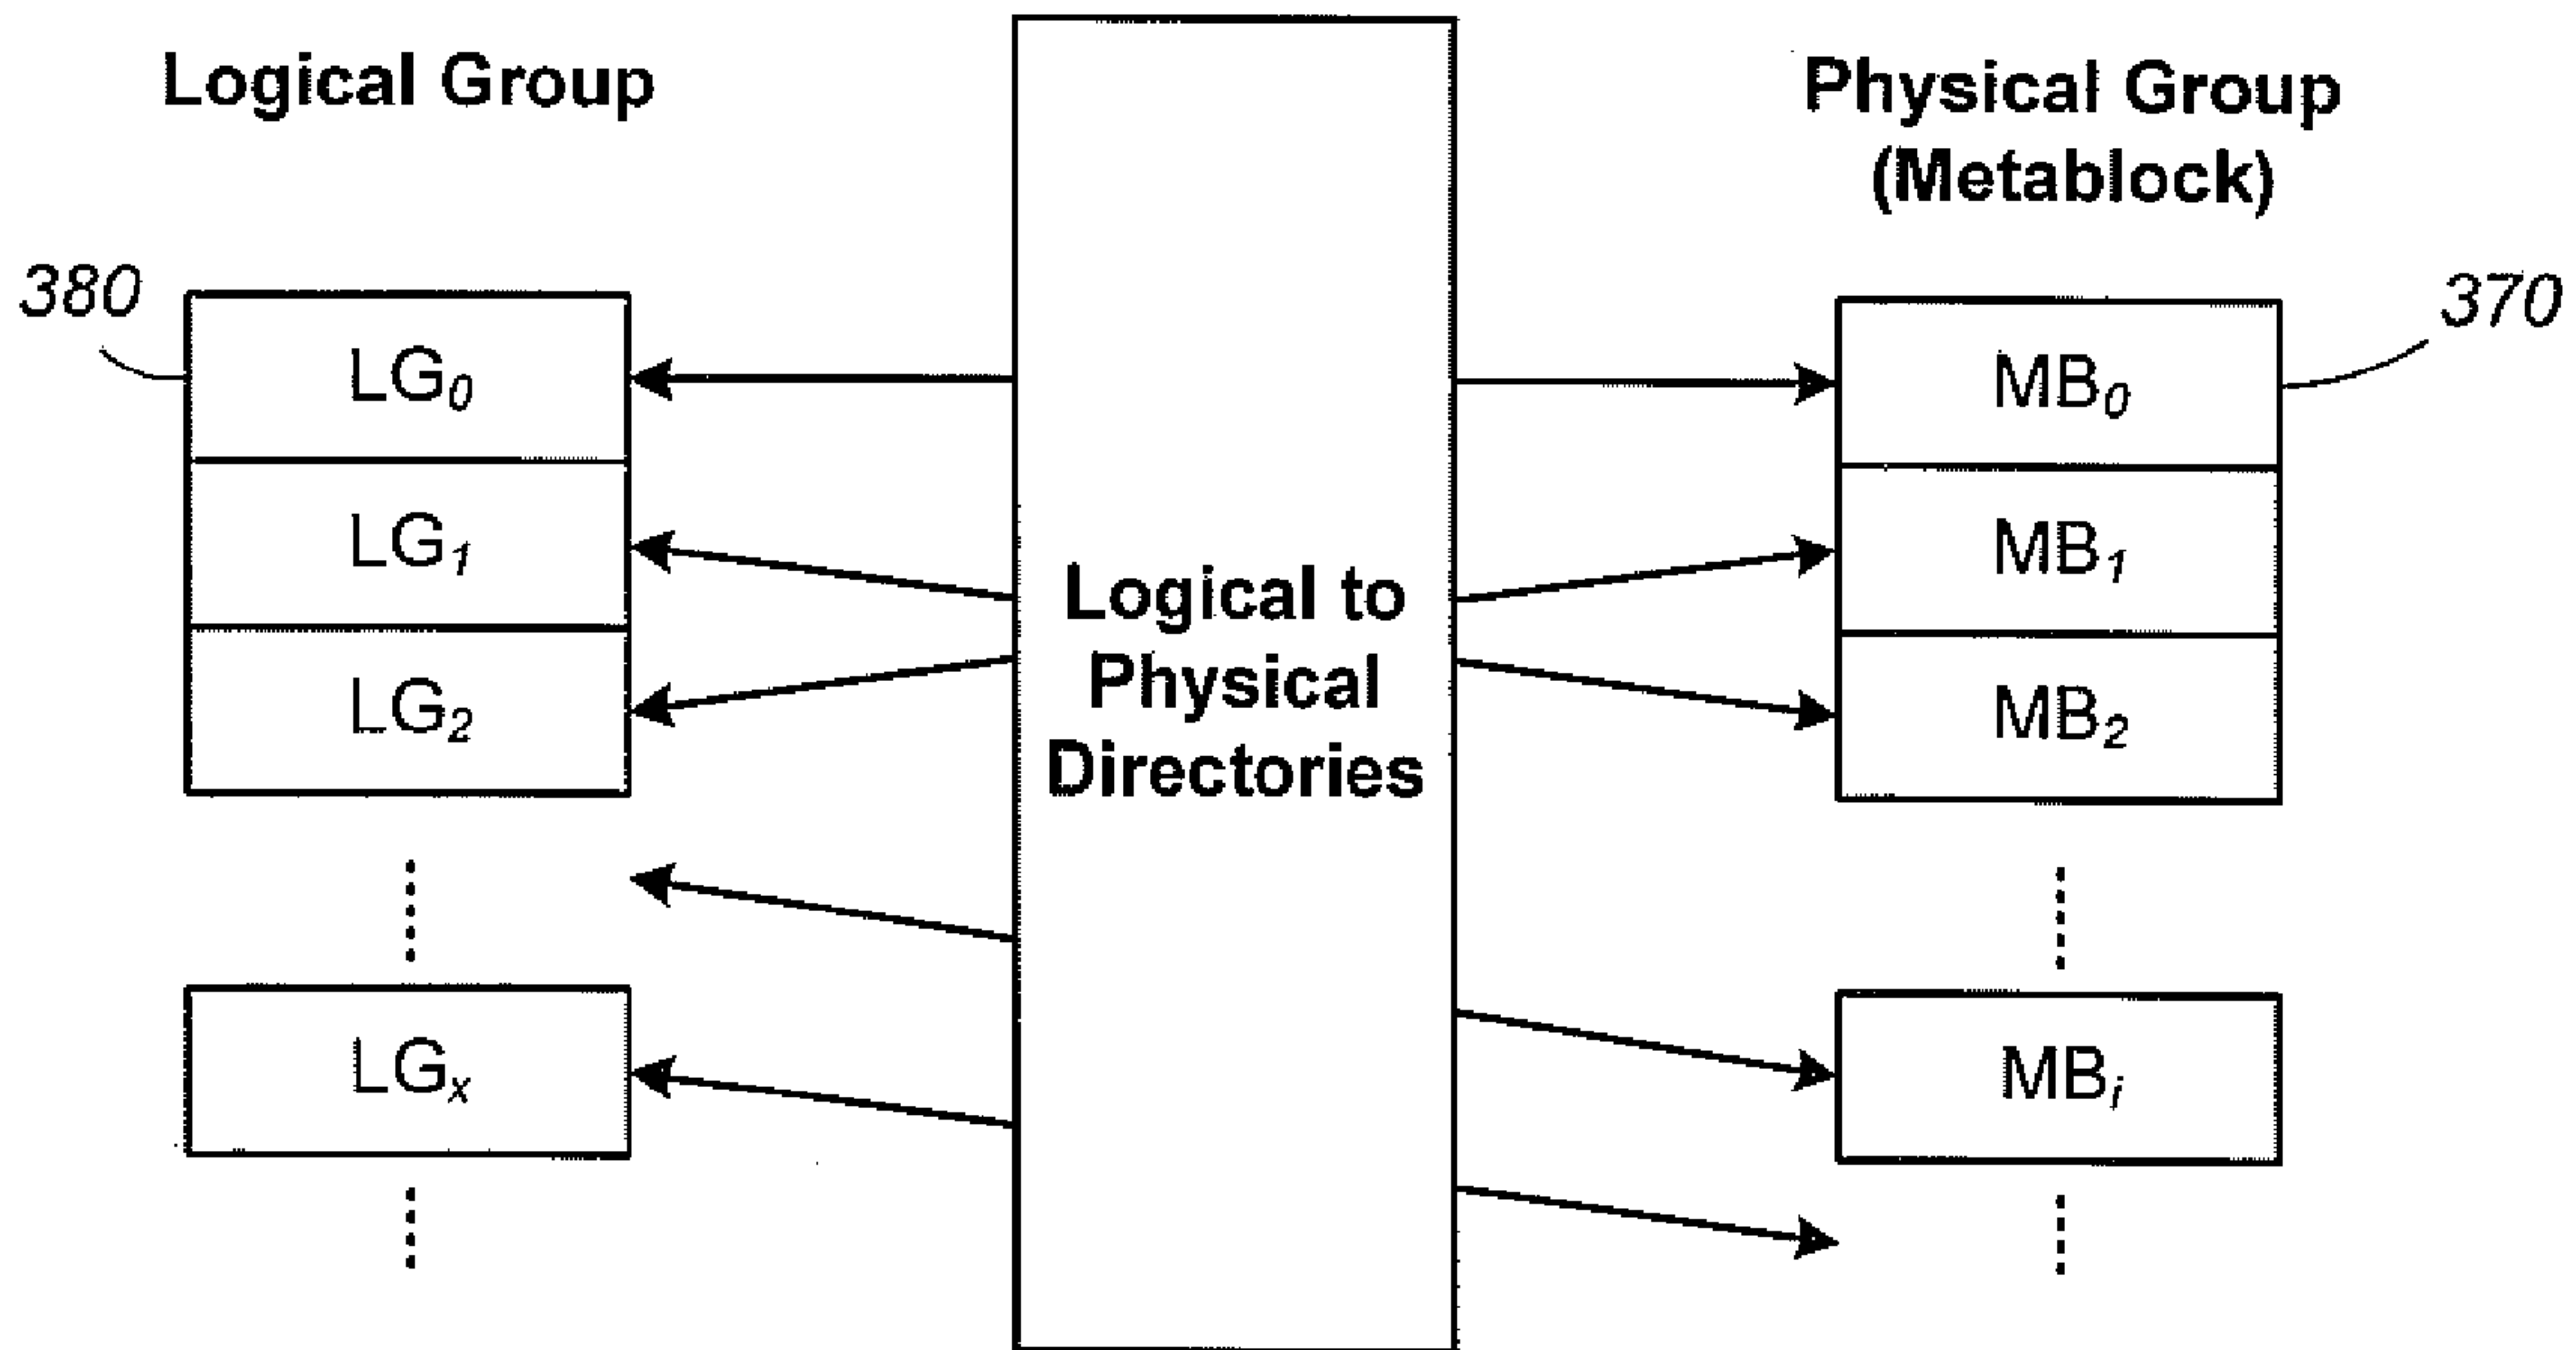 Logical Group
Physical Group
(Metablock)
380
370
LG0
LG1
LG2
LGx
Logical to
Physical
Directories
MB0
MB1
MB2
MBi